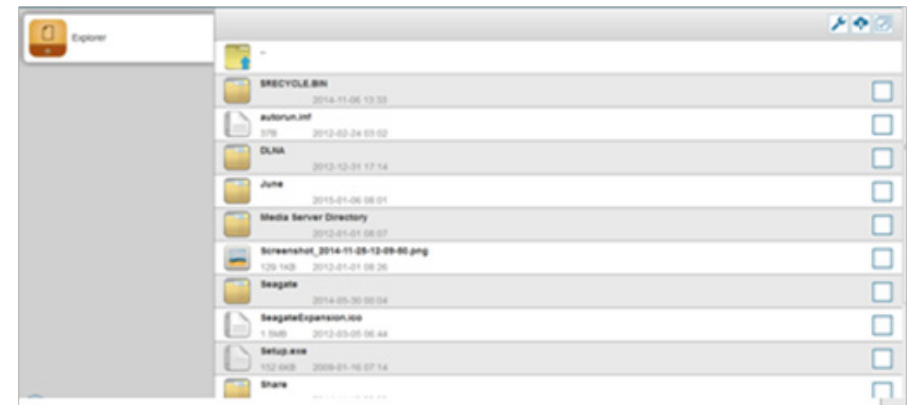 Explorer
..
$RECYCLE.BIN
2014-11-06 13:33
autorun.inf
37B 2012-02-24 03:02
DLNA
2012-12-31 17:14
June
2015-01-06 08:01
Media Server Directory
2012-01-01 08:07
Screenshot_2014-11-25-12-09-50.png
129.1KB 2012-01-01 08:26
Seagate
2014-05-30 00:04
SeagateExpansion.ico
1.5MB 2012-03-05 06:44
Setup.exe
152.6KB 2009-01-16 07:14
Share